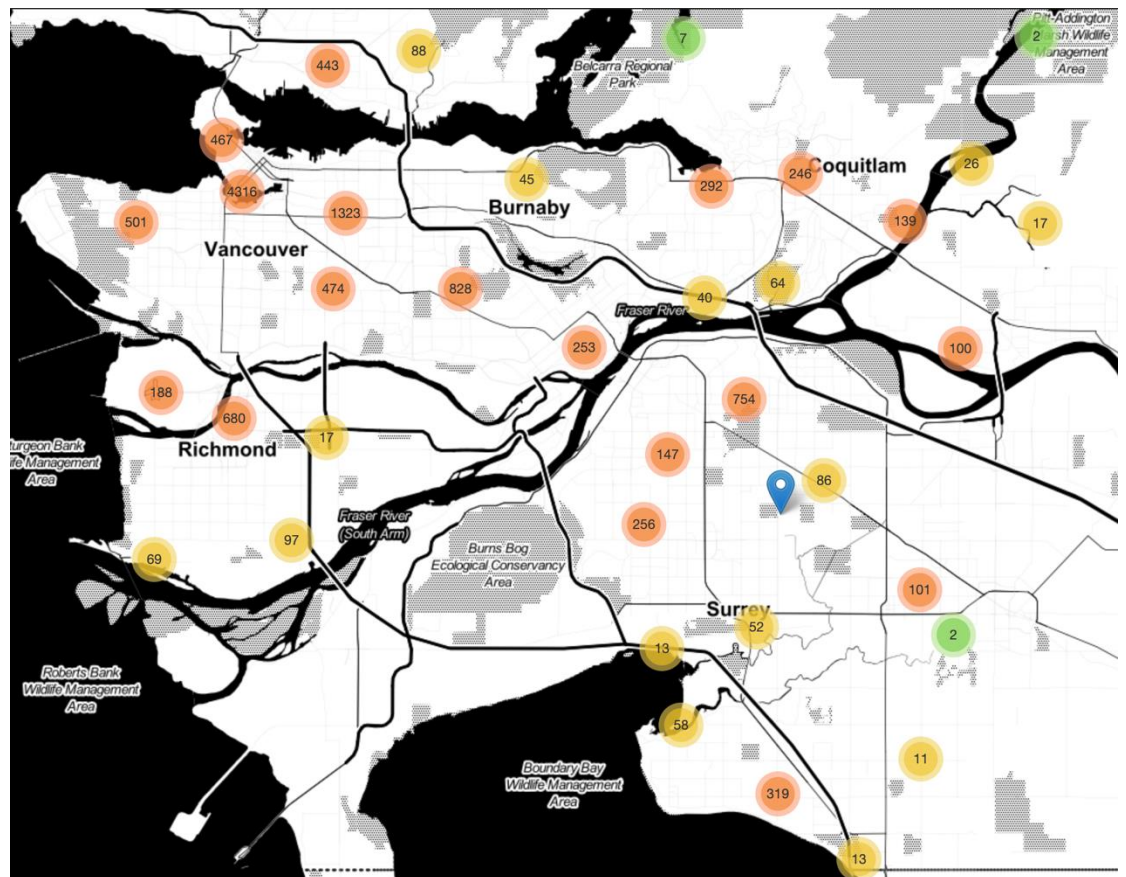 7
2
Pitt-Addington
Marsh Wildlife
Management
Area
88
443
Belcarra Regional
Park
467
26
Coquitlam
246
45
292
4316
Burnaby
1323
501
139
17
Vancouver
64
474
828
40
Fraser River
253
100
188
754
680
17
Richmond
147
Sturgeon Bank
Wildlife Management
Area
86
256
Fraser River
(South Arm)
97
Burns Bog
Ecological Conservancy
Area
69
101
Surrey
52
2
13
Roberts Bank
Wildlife Management
Area
58
11
Boundary Bay
Wildlife Management
Area
319
13